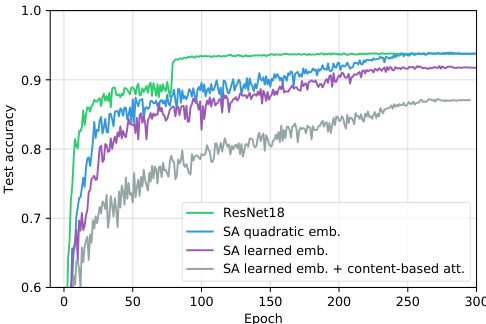 1.0
0.9
0.8
0.7
0.6
Test accuracy
ResNet18
SA quadratic emb.
SA learned emb.
SA learned emb. + content-based att.
0 50 100 150 200 250 300
Epoch